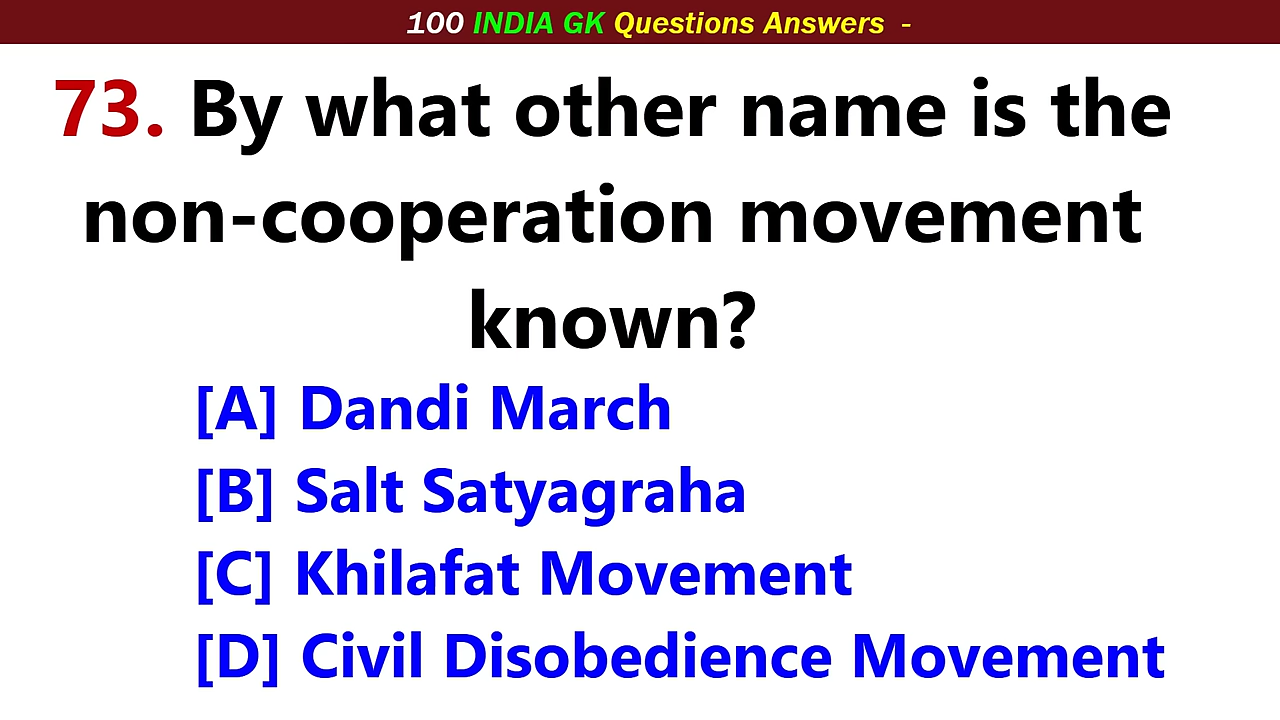 100 INDIA GK Questions Answers -
73. By what other name is the
non-cooperation movement
known?
[A] Dandi March
[B] Salt Satyagraha
[C] Khilafat Movement
[D] Civil Disobedience Movement